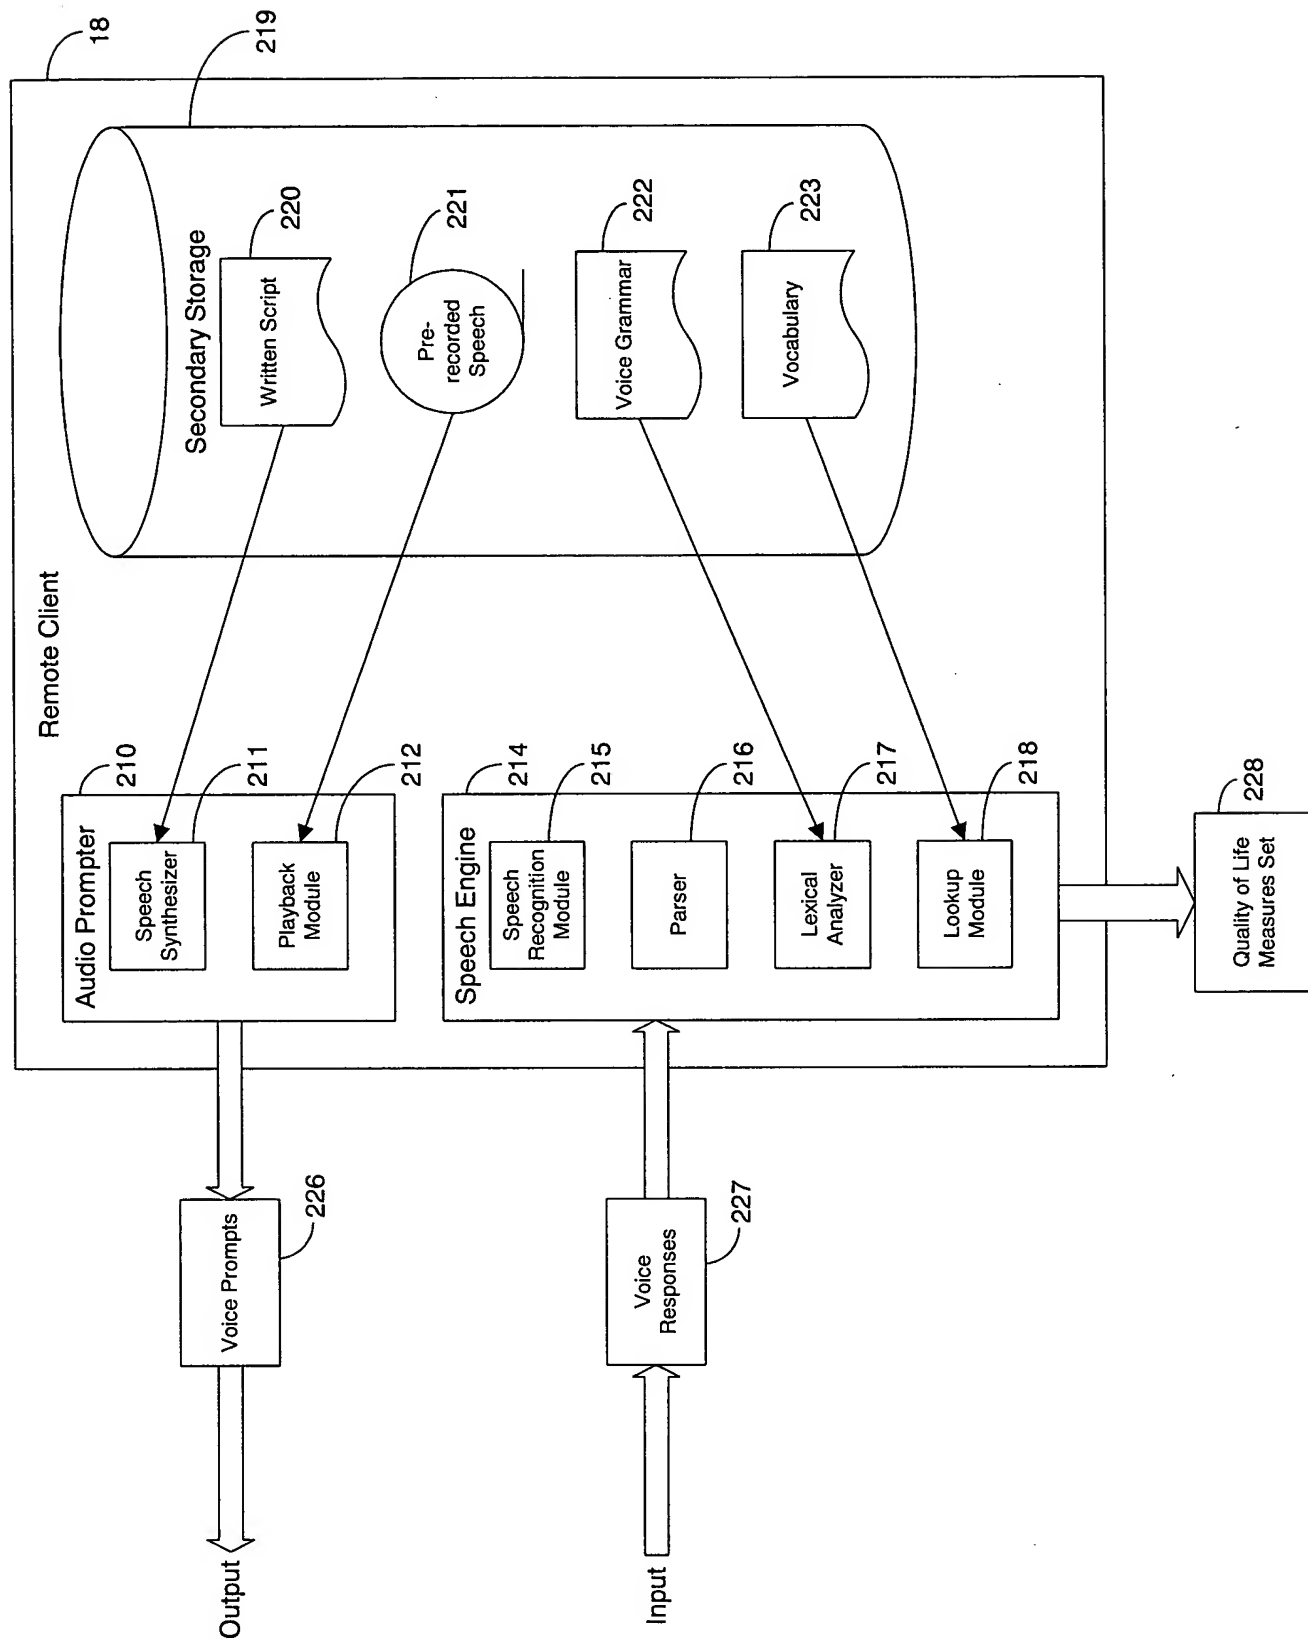 18
Remote Client
219
Secondary Storage
220
Written Script
221
Pre-
recorded
Speech
222
Voice Grammar
223
Vocabulary
210
Audio Prompter
211
Speech
Synthesizer
212
Playback
Module
214
Speech Engine
215
Speech
Recognition
Module
216
Parser
217
Lexical
Analyzer
218
Lookup
Module
Output
Voice Prompts
226
Input
Voice
Responses
227
228
Quality of Life
Measures Set